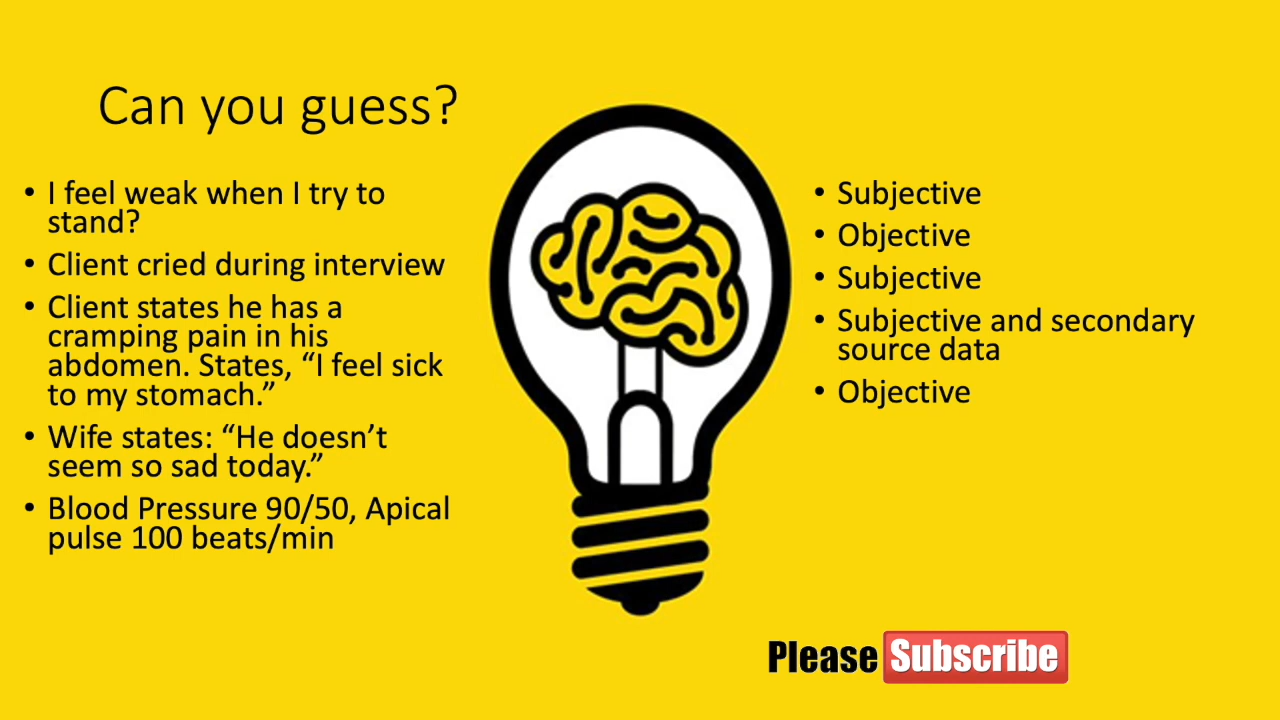 Can you guess?
• I feel weak when I try to
stand?
• Client cried during interview
• Client states he has a
cramping pain in his
abdomen. States, “I feel sick
to my stomach.”
• Wife states: “He doesn’t
seem so sad today.”
• Blood Pressure 90/50, Apical
pulse 100 beats/min
• Subjective
• Objective
• Subjective
• Subjective and secondary
source data
• Objective
Please Subscribe